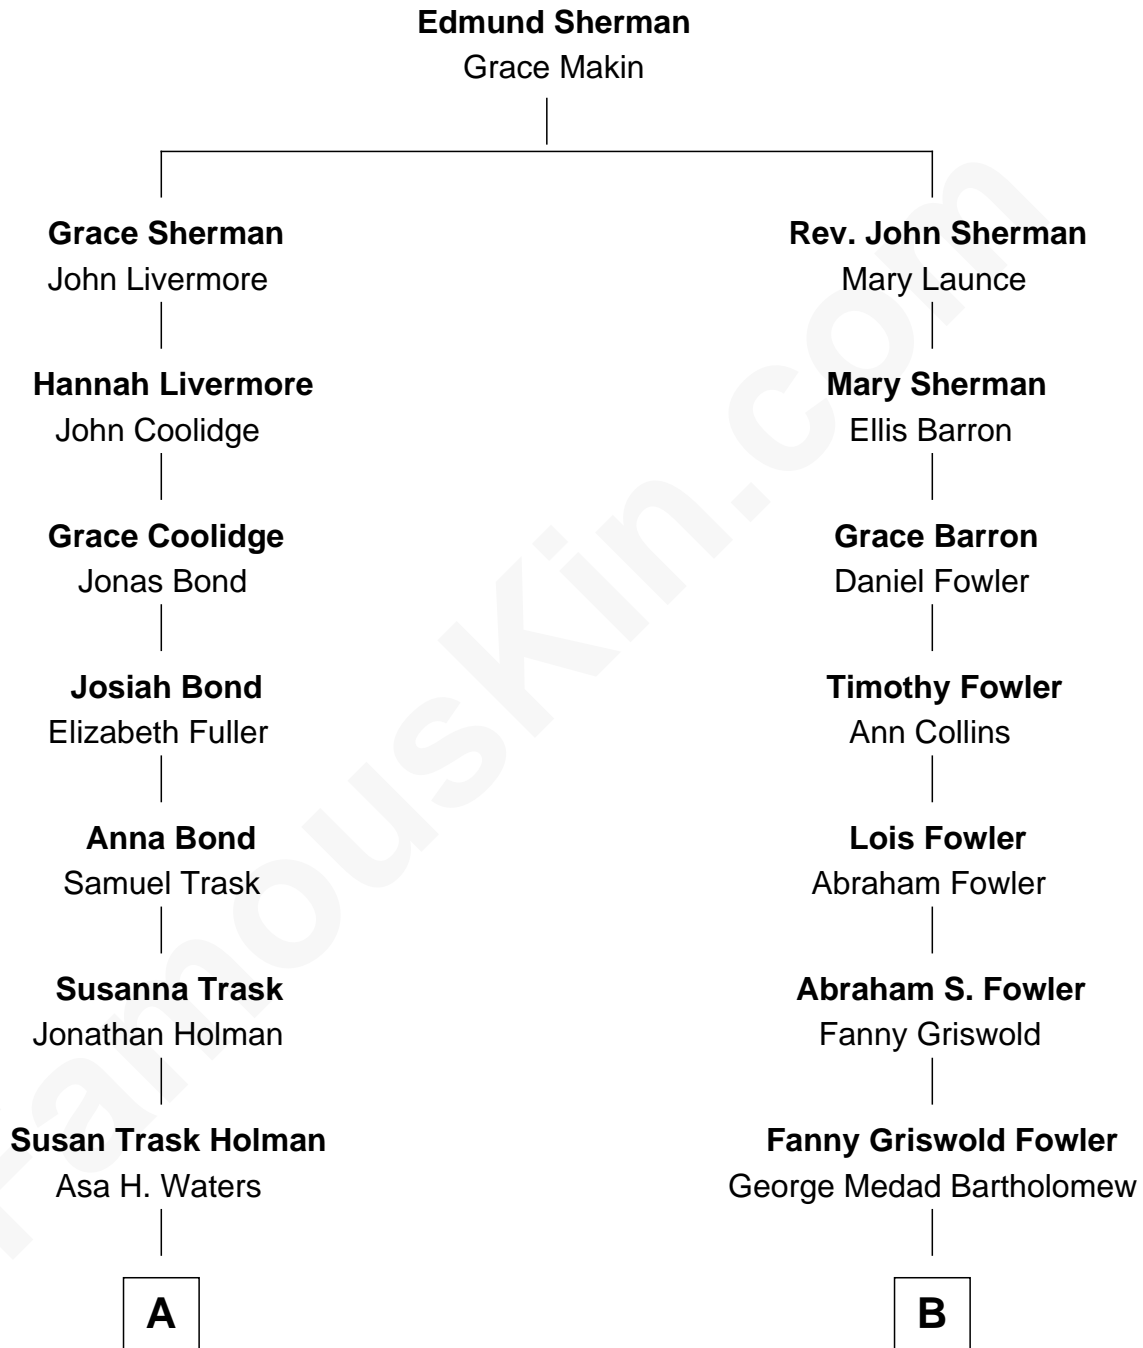 Edmund Sherman
Grace Makin
Grace Sherman
John Livermore
Rev. John Sherman
Mary Launce
Hannah Livermore
John Coolidge
Mary Sherman
Ellis Barron
Grace Coolidge
Jonas Bond
Grace Barron
Daniel Fowler
Josiah Bond
Elizabeth Fuller
Timothy Fowler
Ann Collins
Anna Bond
Samuel Trask
Lois Fowler
Abraham Fowler
Susanna Trask
Jonathan Holman
Abraham S. Fowler
Fanny Griswold
Susan Trask Holman
Asa H. Waters
Fanny Griswold Fowler
George Medad Bartholomew
A
B
FamousKin.com